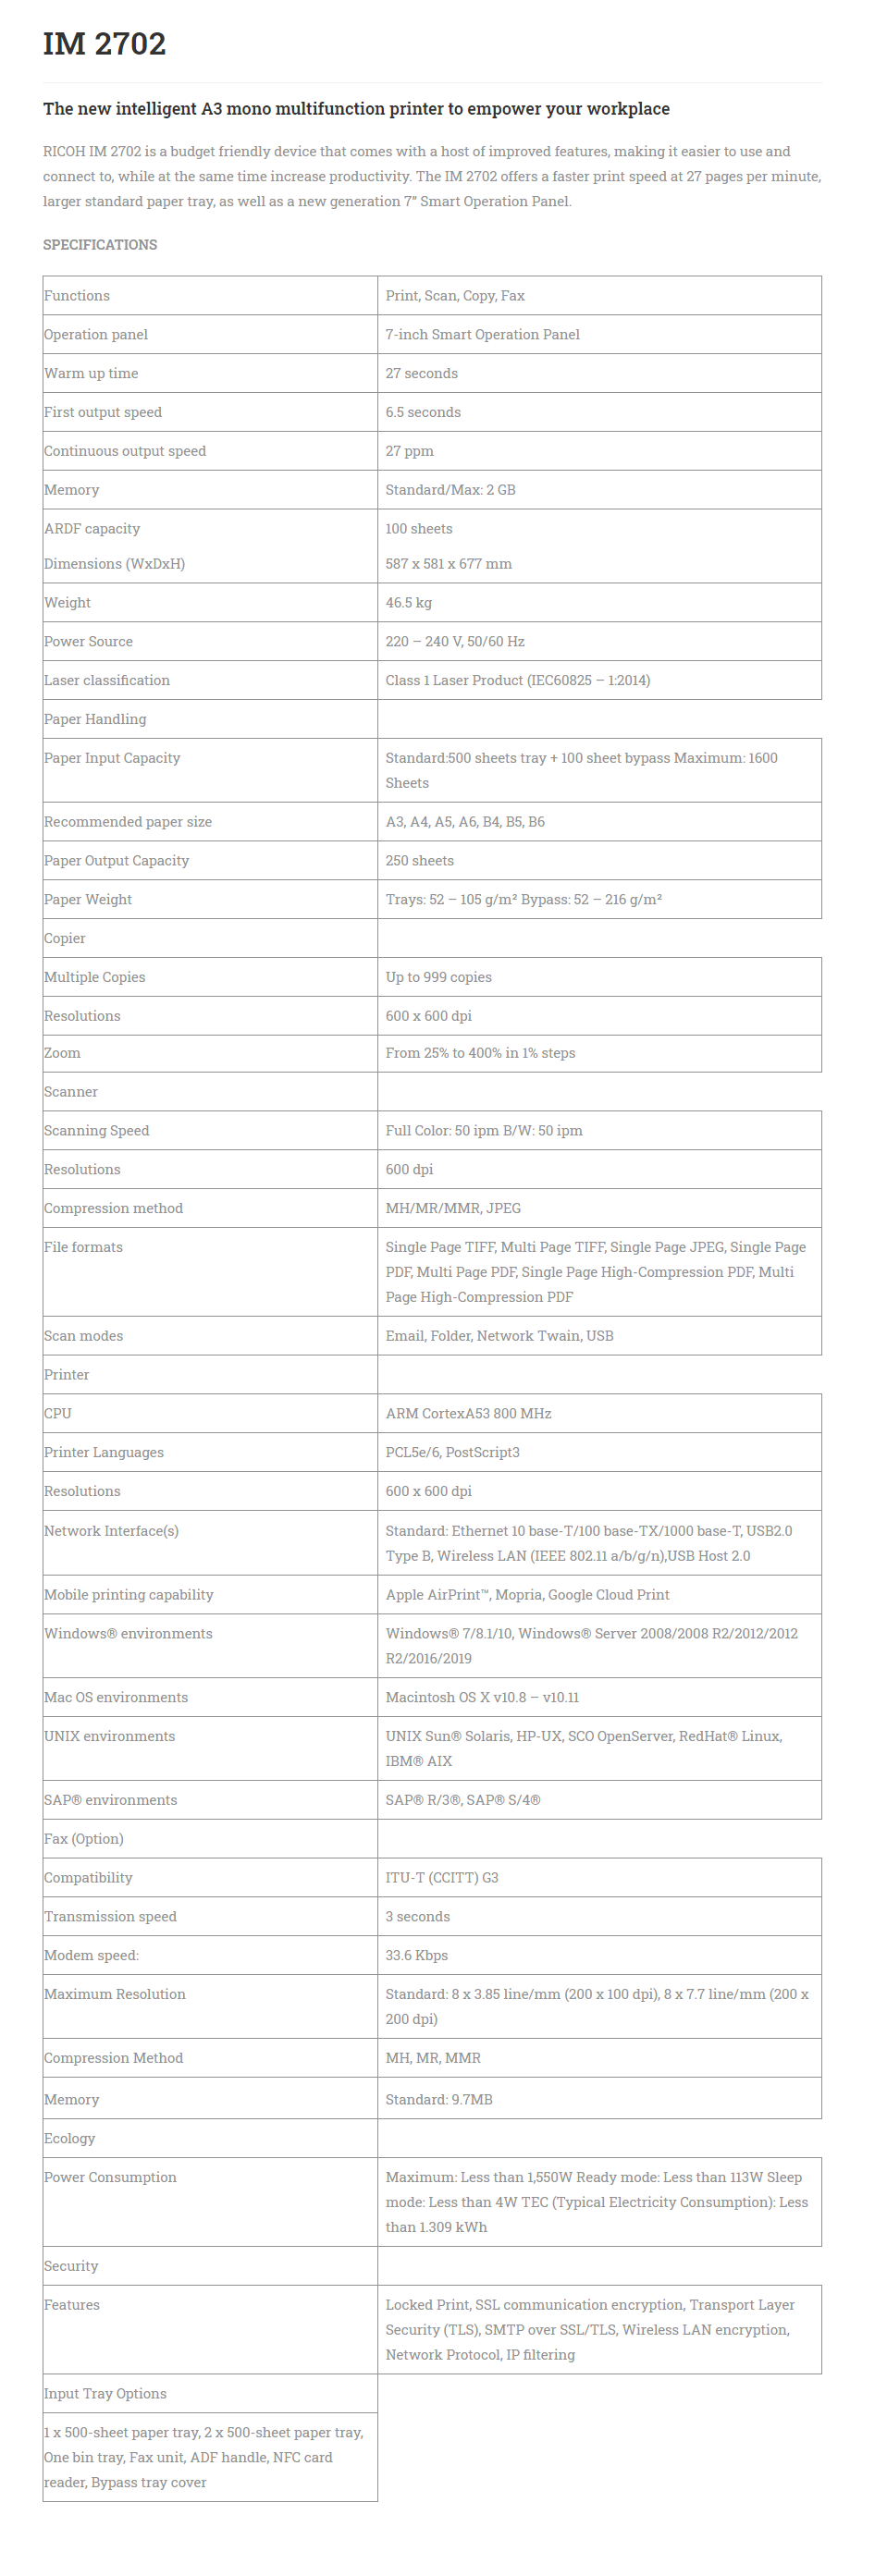 IM 2702
The new intelligent A3 mono multifunction printer to empower your workplace
RICOH IM 2702 is a budget friendly device that comes with a host of improved features, making it easier to use and
connect to, while at the same time increase productivity. The IM 2702 offers a faster print speed at 27 pages per minute,
larger standard paper tray, as well as a new generation 7” Smart Operation Panel.
SPECIFICATIONS
Functions Print, Scan, Copy, Fax
Operation panel 7-inch Smart Operation Panel
Warm up time 27 seconds
First output speed 6.5 seconds
Continuous output speed 27 ppm
Memory Standard/Max: 2 GB
ARDF capacity 100 sheets
Dimensions (WxDxH) 587 x 581 x 677 mm
Weight 46.5 kg
Power Source 220 – 240 V, 50/60 Hz
Laser classification Class 1 Laser Product (IEC60825 – 1:2014)
Paper Handling
Paper Input Capacity Standard:500 sheets tray + 100 sheet bypass Maximum: 1600
Sheets
Recommended paper size A3, A4, A5, A6, B4, B5, B6
Paper Output Capacity 250 sheets
Paper Weight Trays: 52 – 105 g/m² Bypass: 52 – 216 g/m²
Copier
Multiple Copies Up to 999 copies
Resolutions 600 x 600 dpi
Zoom From 25% to 400% in 1% steps
Scanner
Scanning Speed Full Color: 50 ipm B/W: 50 ipm
Resolutions 600 dpi
Compression method MH/MR/MMR, JPEG
File formats Single Page TIFF, Multi Page TIFF, Single Page JPEG, Single Page
PDF, Multi Page PDF, Single Page High-Compression PDF, Multi
Page High-Compression PDF
Scan modes Email, Folder, Network Twain, USB
Printer
CPU ARM CortexA53 800 MHz
Printer Languages PCL5e/6, PostScript3
Resolutions 600 x 600 dpi
Network Interface(s) Standard: Ethernet 10 base-T/100 base-TX/1000 base-T, USB2.0
Type B, Wireless LAN (IEEE 802.11 a/b/g/n),USB Host 2.0
Mobile printing capability Apple AirPrint™, Mopria, Google Cloud Print
Windows® environments Windows® 7/8.1/10, Windows® Server 2008/2008 R2/2012/2012
R2/2016/2019
Mac OS environments Macintosh OS X v10.8 – v10.11
UNIX environments UNIX Sun® Solaris, HP-UX, SCO OpenServer, RedHat® Linux,
IBM® AIX
SAP® environments SAP® R/3®, SAP® S/4®
Fax (Option)
Compatibility ITU-T (CCITT) G3
Transmission speed 3 seconds
Modem speed: 33.6 Kbps
Maximum Resolution Standard: 8 x 3.85 line/mm (200 x 100 dpi), 8 x 7.7 line/mm (200 x
200 dpi)
Compression Method MH, MR, MMR
Memory Standard: 9.7MB
Ecology
Power Consumption Maximum: Less than 1,550W Ready mode: Less than 113W Sleep
mode: Less than 4W TEC (Typical Electricity Consumption): Less
than 1.309 kWh
Security
Features Locked Print, SSL communication encryption, Transport Layer
Security (TLS), SMTP over SSL/TLS, Wireless LAN encryption,
Network Protocol, IP filtering
Input Tray Options
1 x 500-sheet paper tray, 2 x 500-sheet paper tray,
One bin tray, Fax unit, ADF handle, NFC card
reader, Bypass tray cover